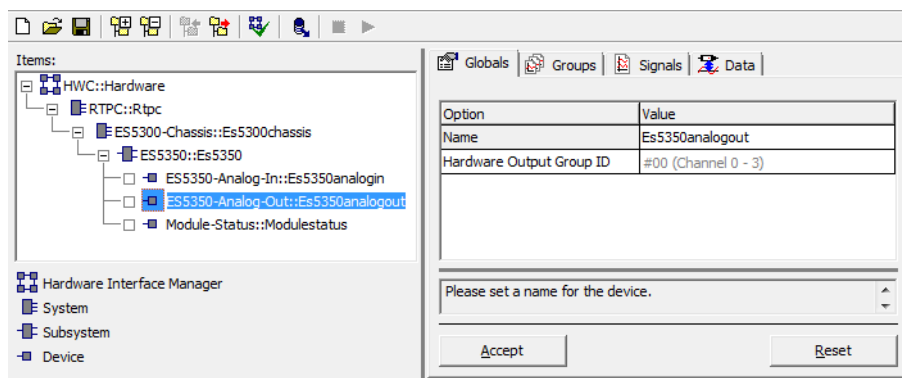 Items:
HWC::Hardware
RTPC::Rtpc
ES5300-Chassis::Es5300chassis
ES5350::Es5350
ES5350-Analog-In::Es5350analogin
ES5350-Analog-Out::Es5350analogout
Module-Status::Modulestatus
Hardware Interface Manager
System
Subsystem
Device
Globals Groups Signals Data
Option Value
Name Es5350analogout
Hardware Output Group ID #00 (Channel 0 - 3)
Please set a name for the device.
Accept Reset